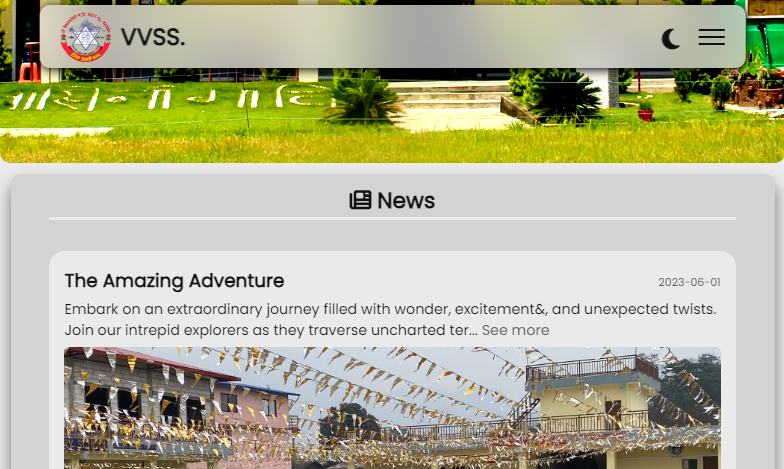 VVSS.
News
The Amazing Adventure
2023-06-01
Embark on an extraordinary journey filled with wonder, excitement&, and unexpected twists.
Join our intrepid explorers as they traverse uncharted ter... See more